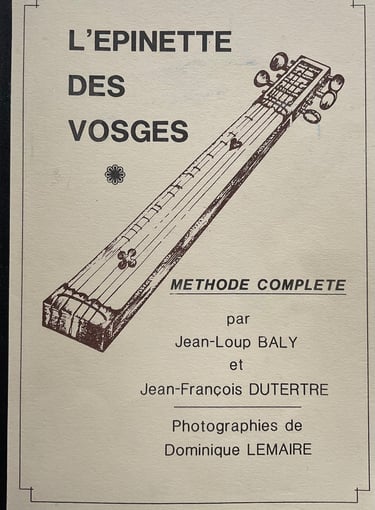 L'EPINETTE
DES
VOSGES
METHODE COMPLETE
par
Jean-Loup BALY
et
Jean-François DUTERTRE
Photographies de
Dominique LEMAIRE